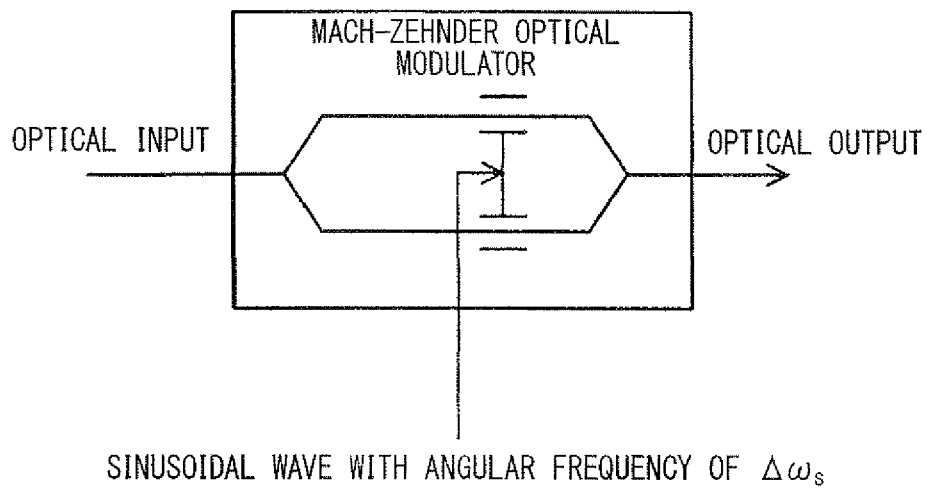 MACH-ZEHNDER OPTICAL
MODULATOR
OPTICAL INPUT
OPTICAL OUTPUT
SINUSOIDAL WAVE WITH ANGULAR FREQUENCY OF Δωs